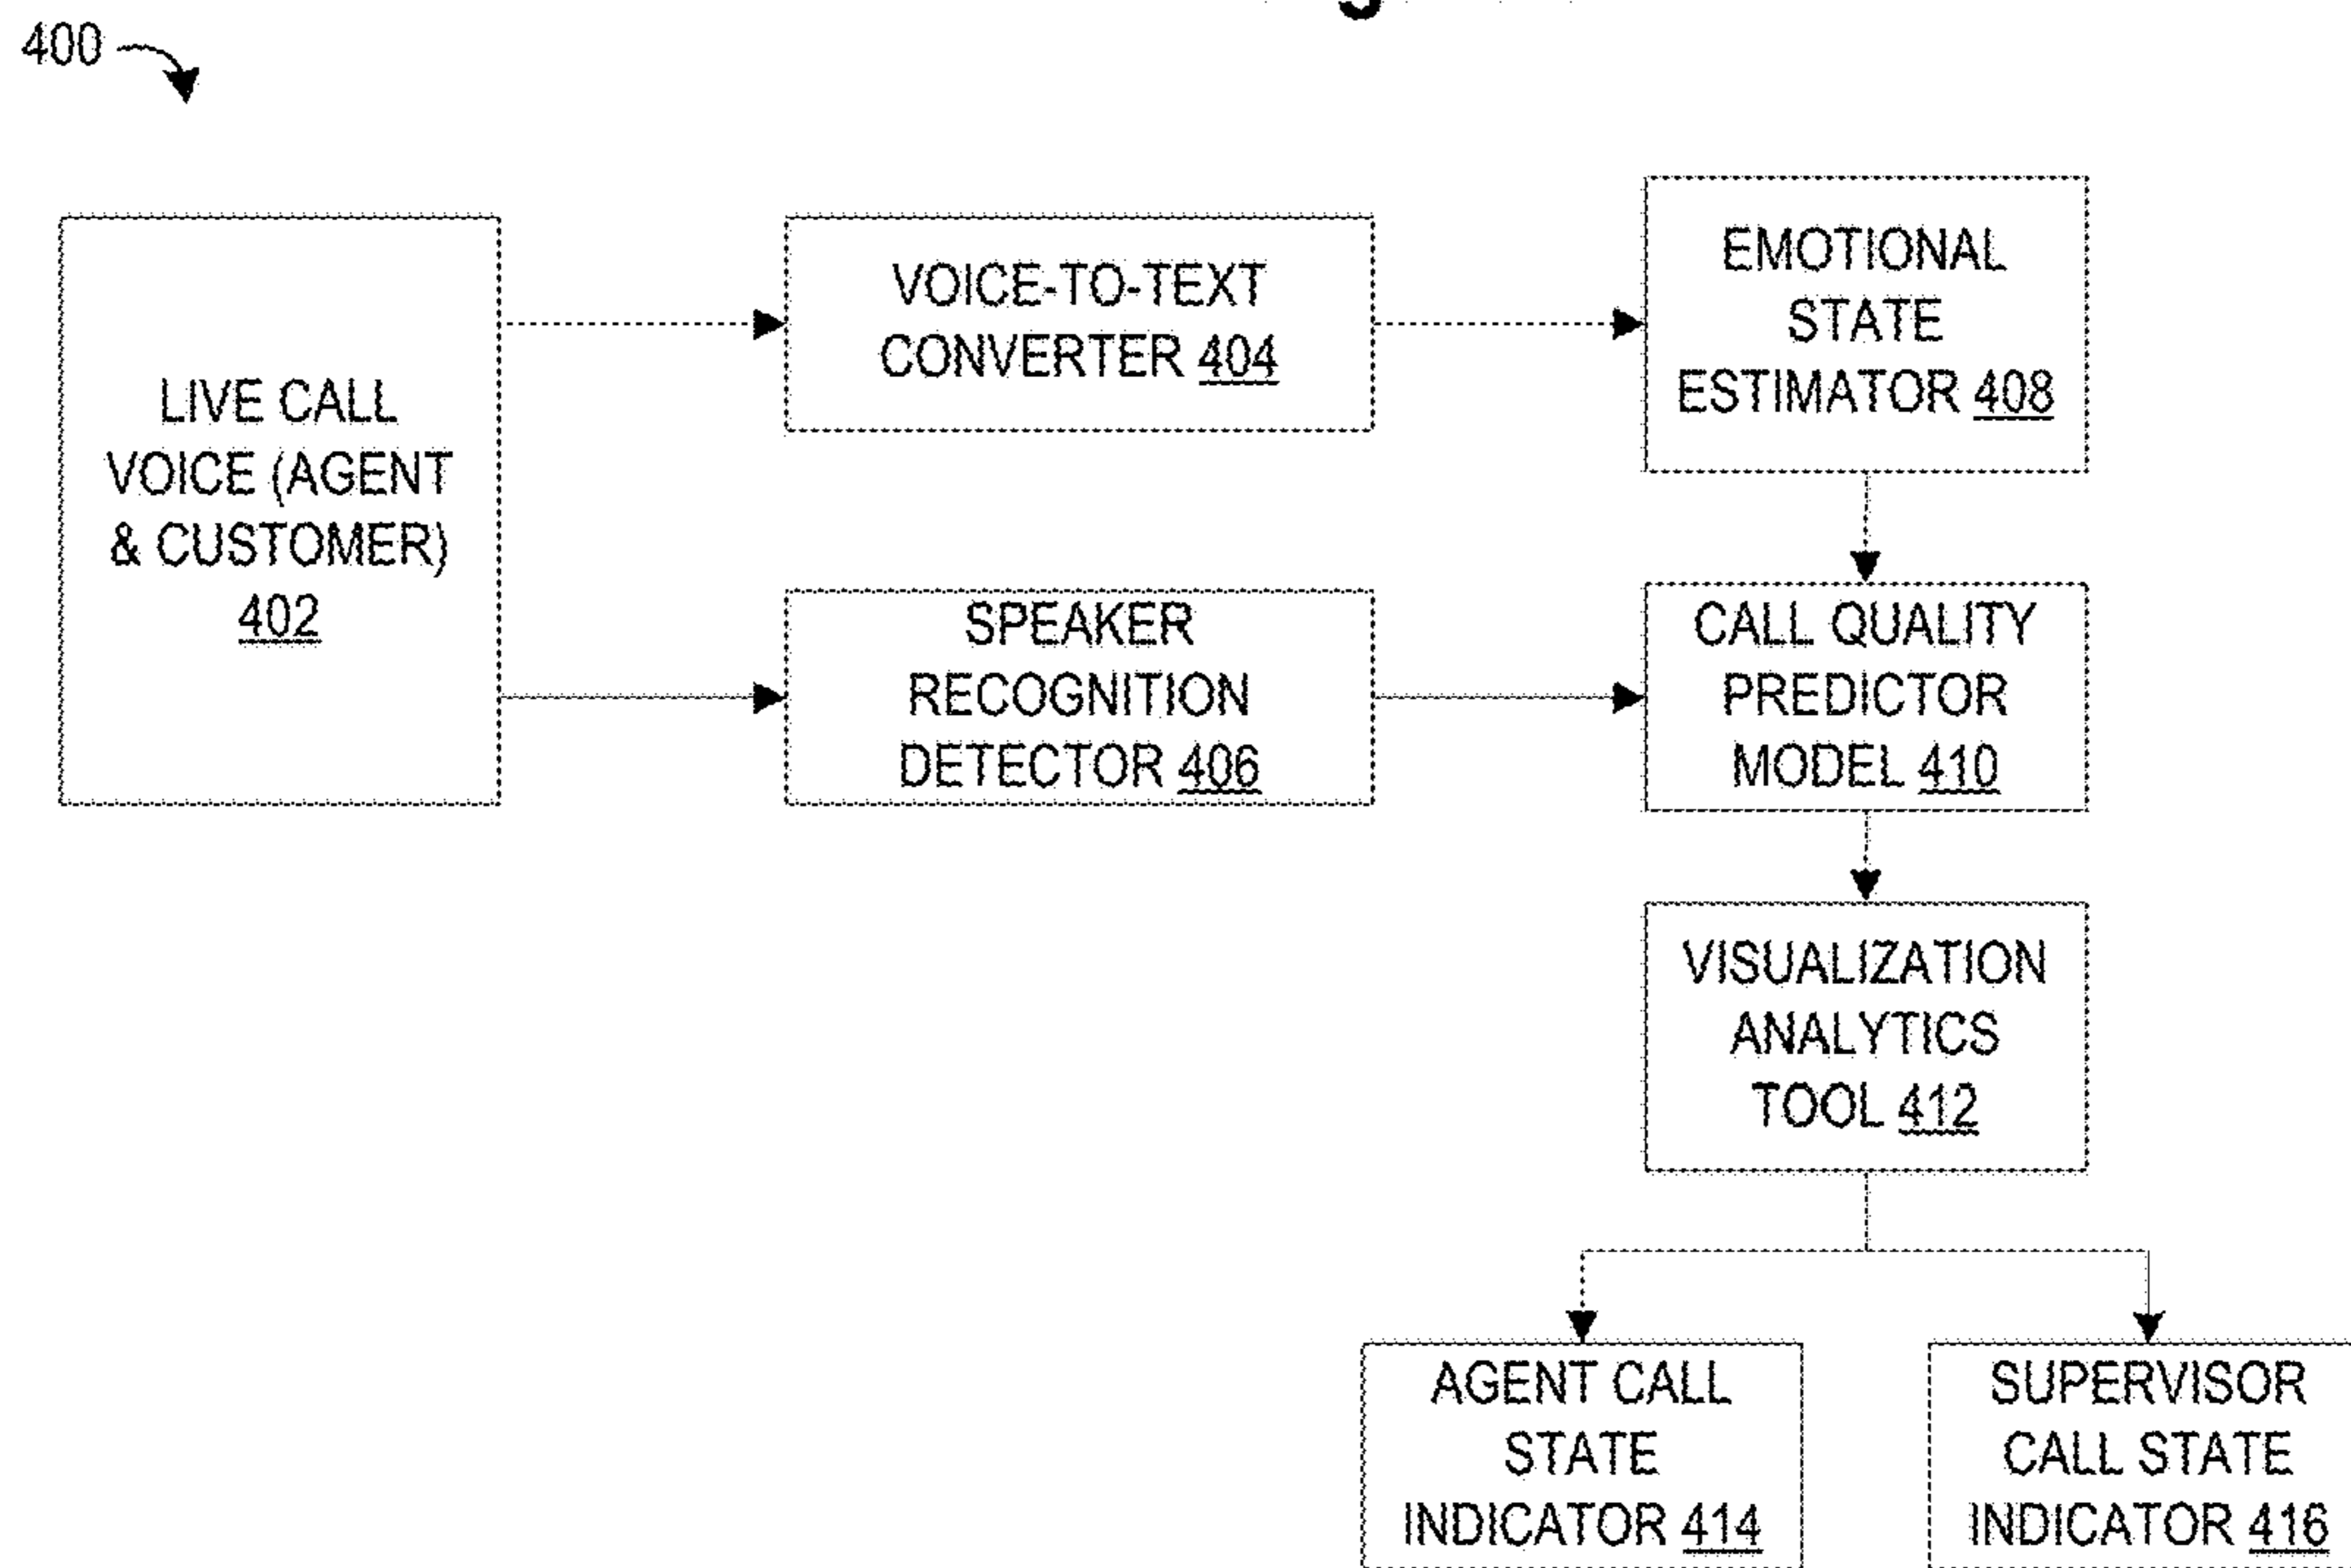 400
LIVE CALL
VOICE (AGENT
& CUSTOMER)
402
VOICE-TO-TEXT
CONVERTER 404
SPEAKER
RECOGNITION
DETECTOR 406
EMOTIONAL
STATE
ESTIMATOR 408
CALL QUALITY
PREDICTOR
MODEL 410
VISUALIZATION
ANALYTICS
TOOL 412
AGENT CALL
STATE
INDICATOR 414
SUPERVISOR
CALL STATE
INDICATOR 416